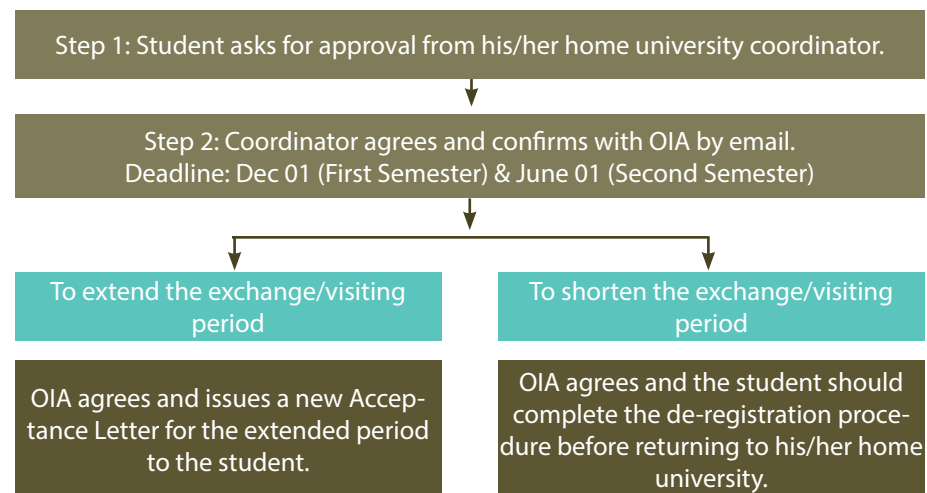 Step 1: Student asks for approval from his/her home university coordinator.
Step 2: Coordinator agrees and confirms with OIA by email.
Deadline: Dec 01 (First Semester) & June 01 (Second Semester)
To extend the exchange/visiting
period
OIA agrees and issues a new Accep-
tance Letter for the extended period
to the student.
To shorten the exchange/visiting
period
OIA agrees and the student should
complete the de-registration proce-
dure before returning to his/her home
university.